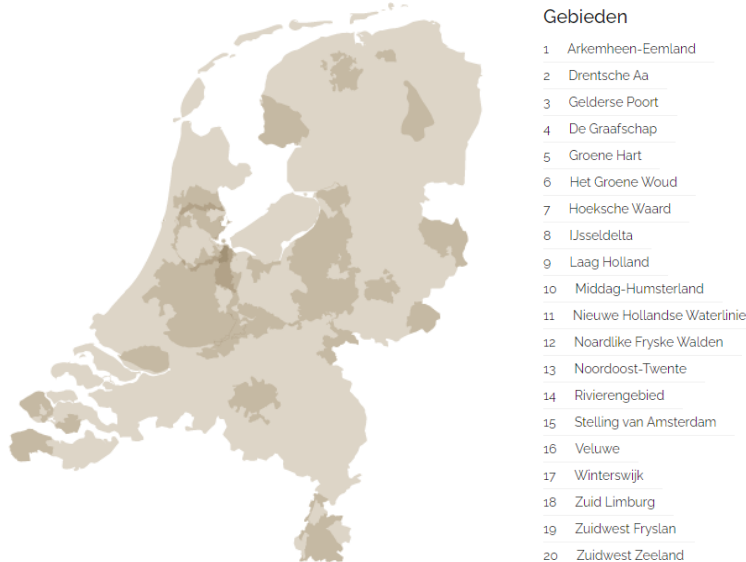 Gebieden
1 Arkemheen-Eemland
2 Drentsche Aa
3 Gelderse Poort
4 De Graafschap
5 Groene Hart
6 Het Groene Woud
7 Hoeksche Waard
8 IJsseldelta
9 Laag Holland
10 Middag-Humsterland
11 Nieuwe Hollandse Waterlinie
12 Noardlike Fryske Walden
13 Noordoost-Twente
14 Rivierengebied
15 Stelling van Amsterdam
16 Veluwe
17 Winterswijk
18 Zuid Limburg
19 Zuidwest Fryslan
20 Zuidwest Zeeland